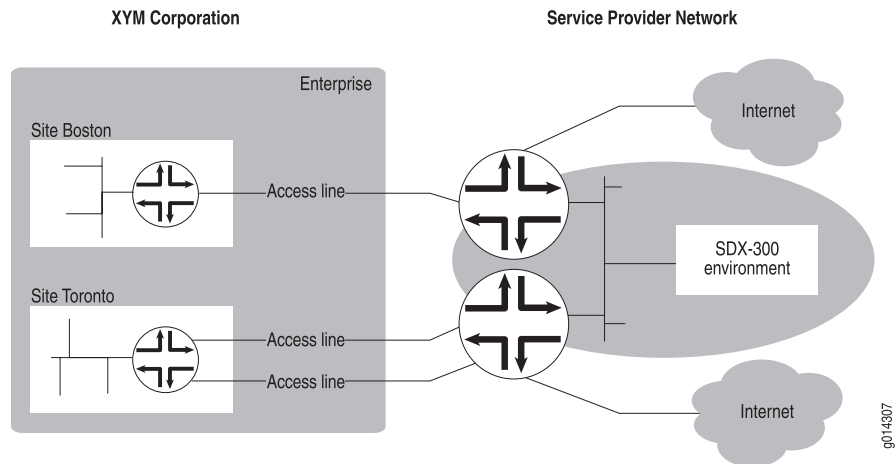 XYM Corporation
Service Provider Network
Enterprise
Internet
Site Boston
Access line
SDX-300
environment
Site Toronto
Access line
Access line
Internet
g014307